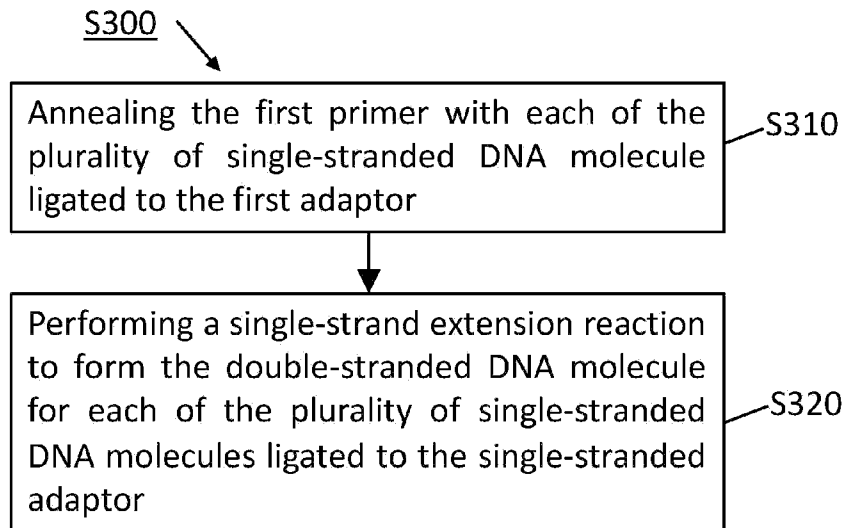 S300
Annealing the first primer with each of the
plurality of single-stranded DNA molecule
ligated to the first adaptor
S310
Performing a single-strand extension reaction
to form the double-stranded DNA molecule
for each of the plurality of single-stranded
DNA molecules ligated to the single-stranded
adaptor
S320